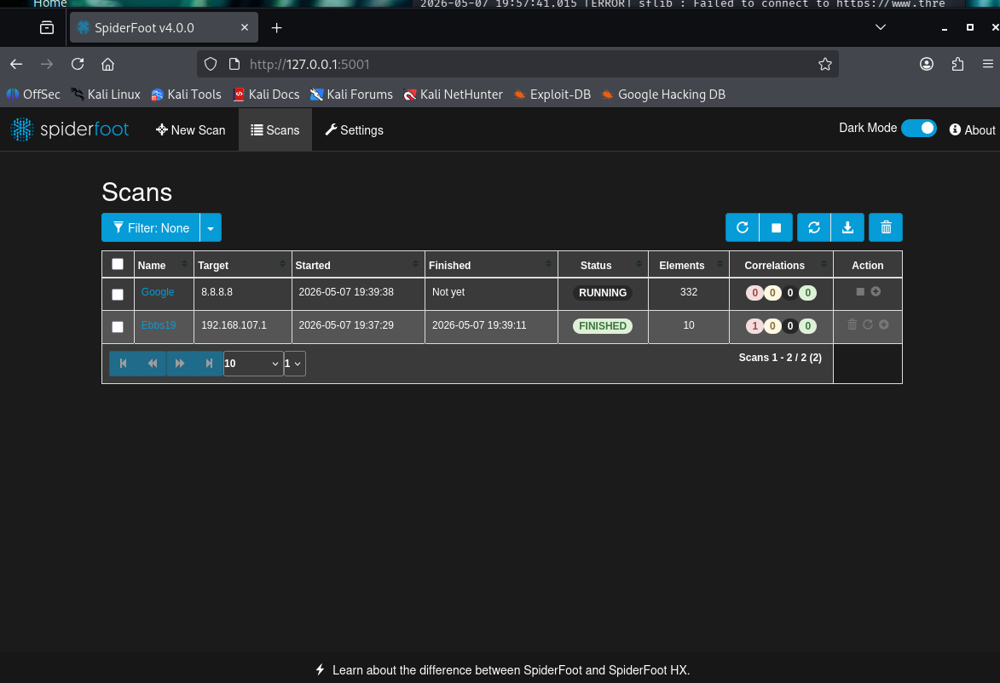 Home
2026-05-07 19:57:41.015 [ERROR] sflib : Failed to connect to https://www.thre
SpiderFoot v4.0.0
http://127.0.0.1:5001
OffSec Kali Linux Kali Tools Kali Docs Kali Forums Kali NetHunter Exploit-DB Google Hacking DB
spiderfoot New Scan Scans Settings Dark Mode About
Scans
Filter: None
Name Target Started Finished Status Elements Correlations Action
Google 8.8.8.8 2026-05-07 19:39:38 Not yet RUNNING 332 0 0 0 0
Ebbs19 192.168.107.1 2026-05-07 19:37:29 2026-05-07 19:39:11 FINISHED 10 1 0 0 0
10 1 Scans 1 - 2 / 2 (2)
Learn about the difference between SpiderFoot and SpiderFoot HX.